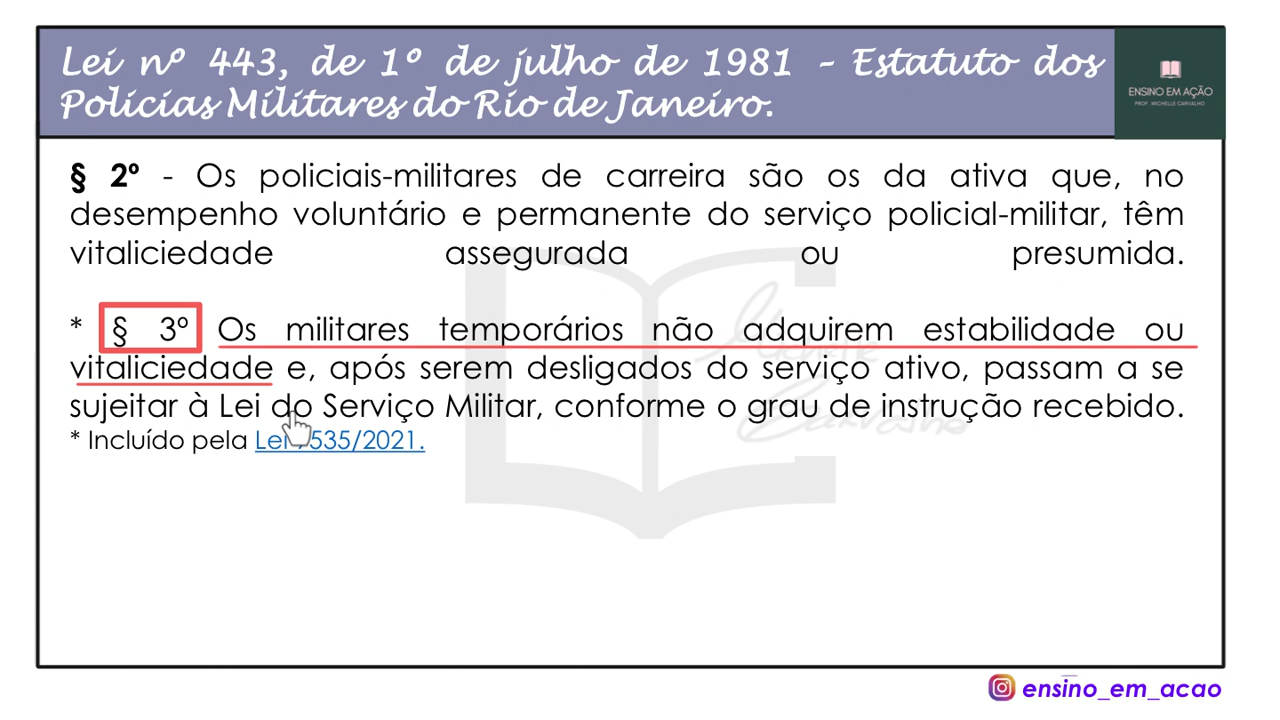 Lei nº 443, de 1º de julho de 1981 – Estatuto dos
Policias Militares do Rio de Janeiro.
ENSINO EM AÇÃO
PROF. MICHELLE CARVALHO
§ 2º - Os policiais-militares de carreira são os da ativa que, no
desempenho voluntário e permanente do serviço policial-militar, têm
vitaliciedade assegurada ou presumida.
* § 3º Os militares temporários não adquirem estabilidade ou
vitaliciedade e, após serem desligados do serviço ativo, passam a se
sujeitar à Lei do Serviço Militar, conforme o grau de instrução recebido.
* Incluído pela Lei 535/2021.
Carvalho
ensino_em_acao